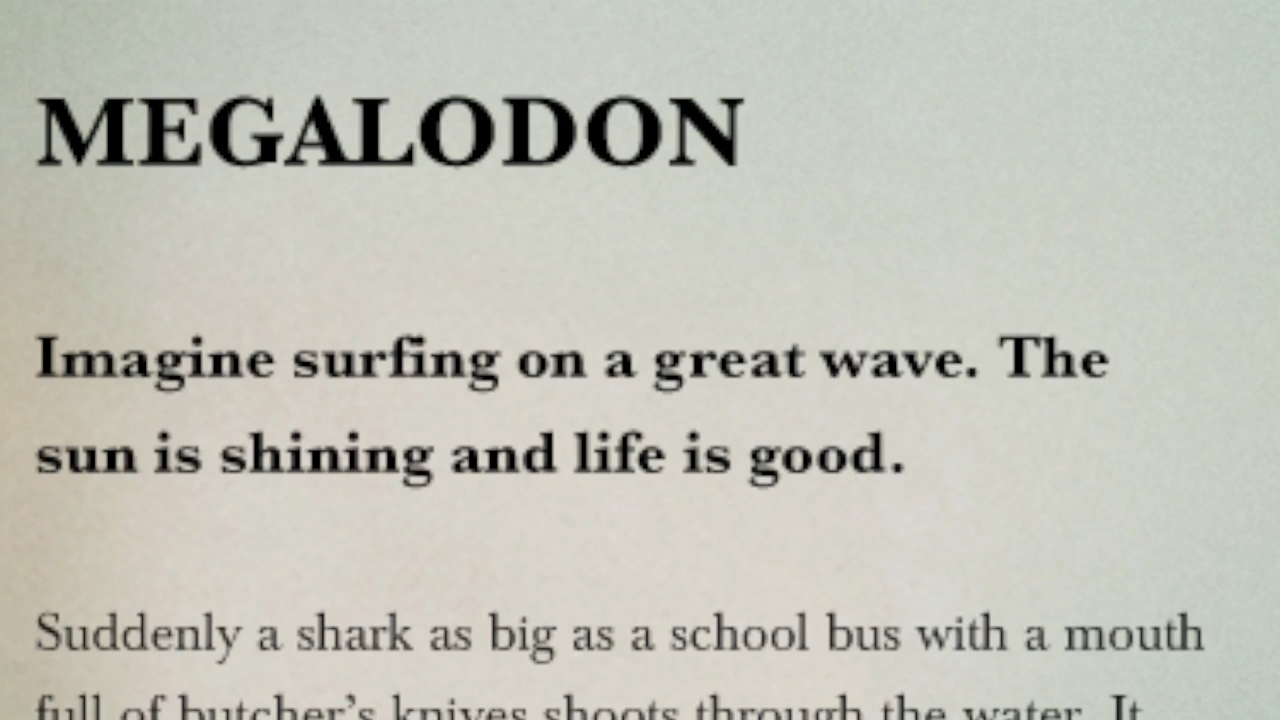 MEGALODON
Imagine surfing on a great wave. The
sun is shining and life is good.
Suddenly a shark as big as a school bus with a mouth
full of butcher’s knives shoots through the water. It